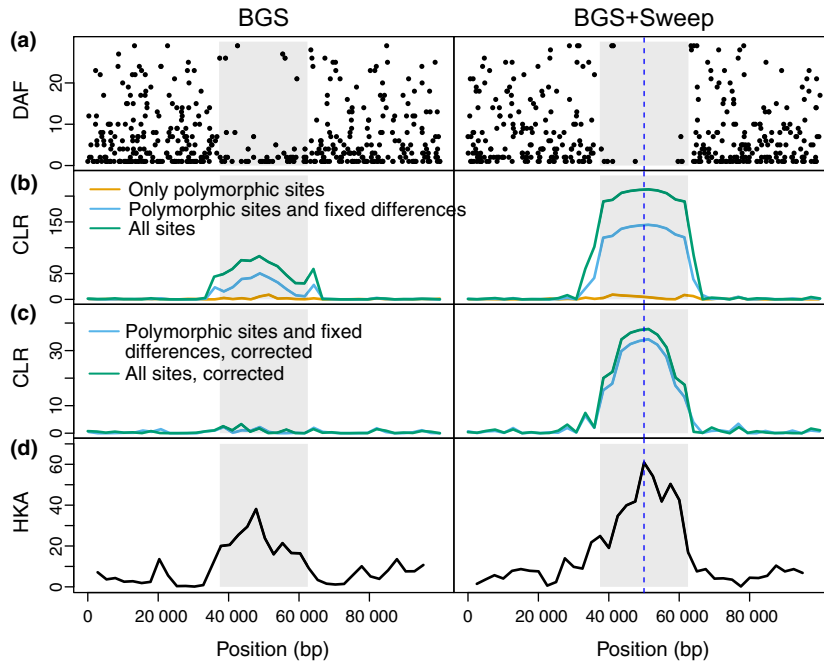 BGS
BGS+Sweep
(a)
DAF
0 10 20
(b)
CLR
0 50 150
Only polymorphic sites
Polymorphic sites and fixed differences
All sites
(c)
CLR
0 10 30
Polymorphic sites and fixed
differences, corrected
All sites, corrected
(d)
HKA
0 20 40 60
0 20 000 40 000 60 000 80 000
0 20 000 40 000 60 000 80 000
Position (bp)
Position (bp)